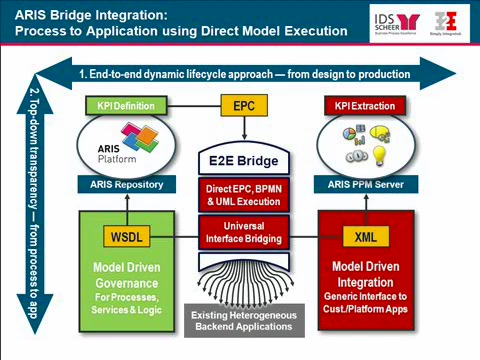 ARIS Bridge Integration:
Process to Application using Direct Model Execution
IDS
SCHEER
Business Process Excellence
E2E
Simply Integrated
1. End-to-end dynamic lifecycle approach — from design to production
2. Top-down transparency — from process to app
KPI Definition
EPC
KPI Extraction
ARIS
Platform
E2E Bridge
ARIS Repository
Direct EPC, BPMN
& UML Execution
ARIS PPM Server
WSDL
Universal
Interface Bridging
XML
Model Driven
Governance
For Processes,
Services & Logic
Model Driven
Integration
Generic Interface to
Cust./Platform Apps
Existing Heterogeneous
Backend Applications